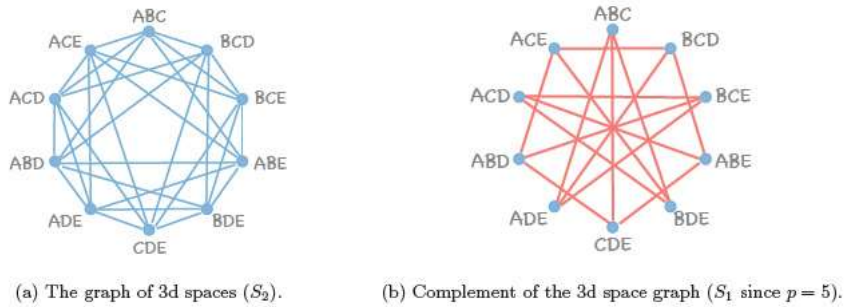 ABC
ABC
ACE
BCD
ACE
BCD
ACD
BCE
ACD
BCE
ABD
ABE
ABD
ABE
ADE
BDE
ADE
BDE
CDE
CDE
(a) The graph of 3d spaces (S₂).
(b) Complement of the 3d space graph (S₁ since p = 5).